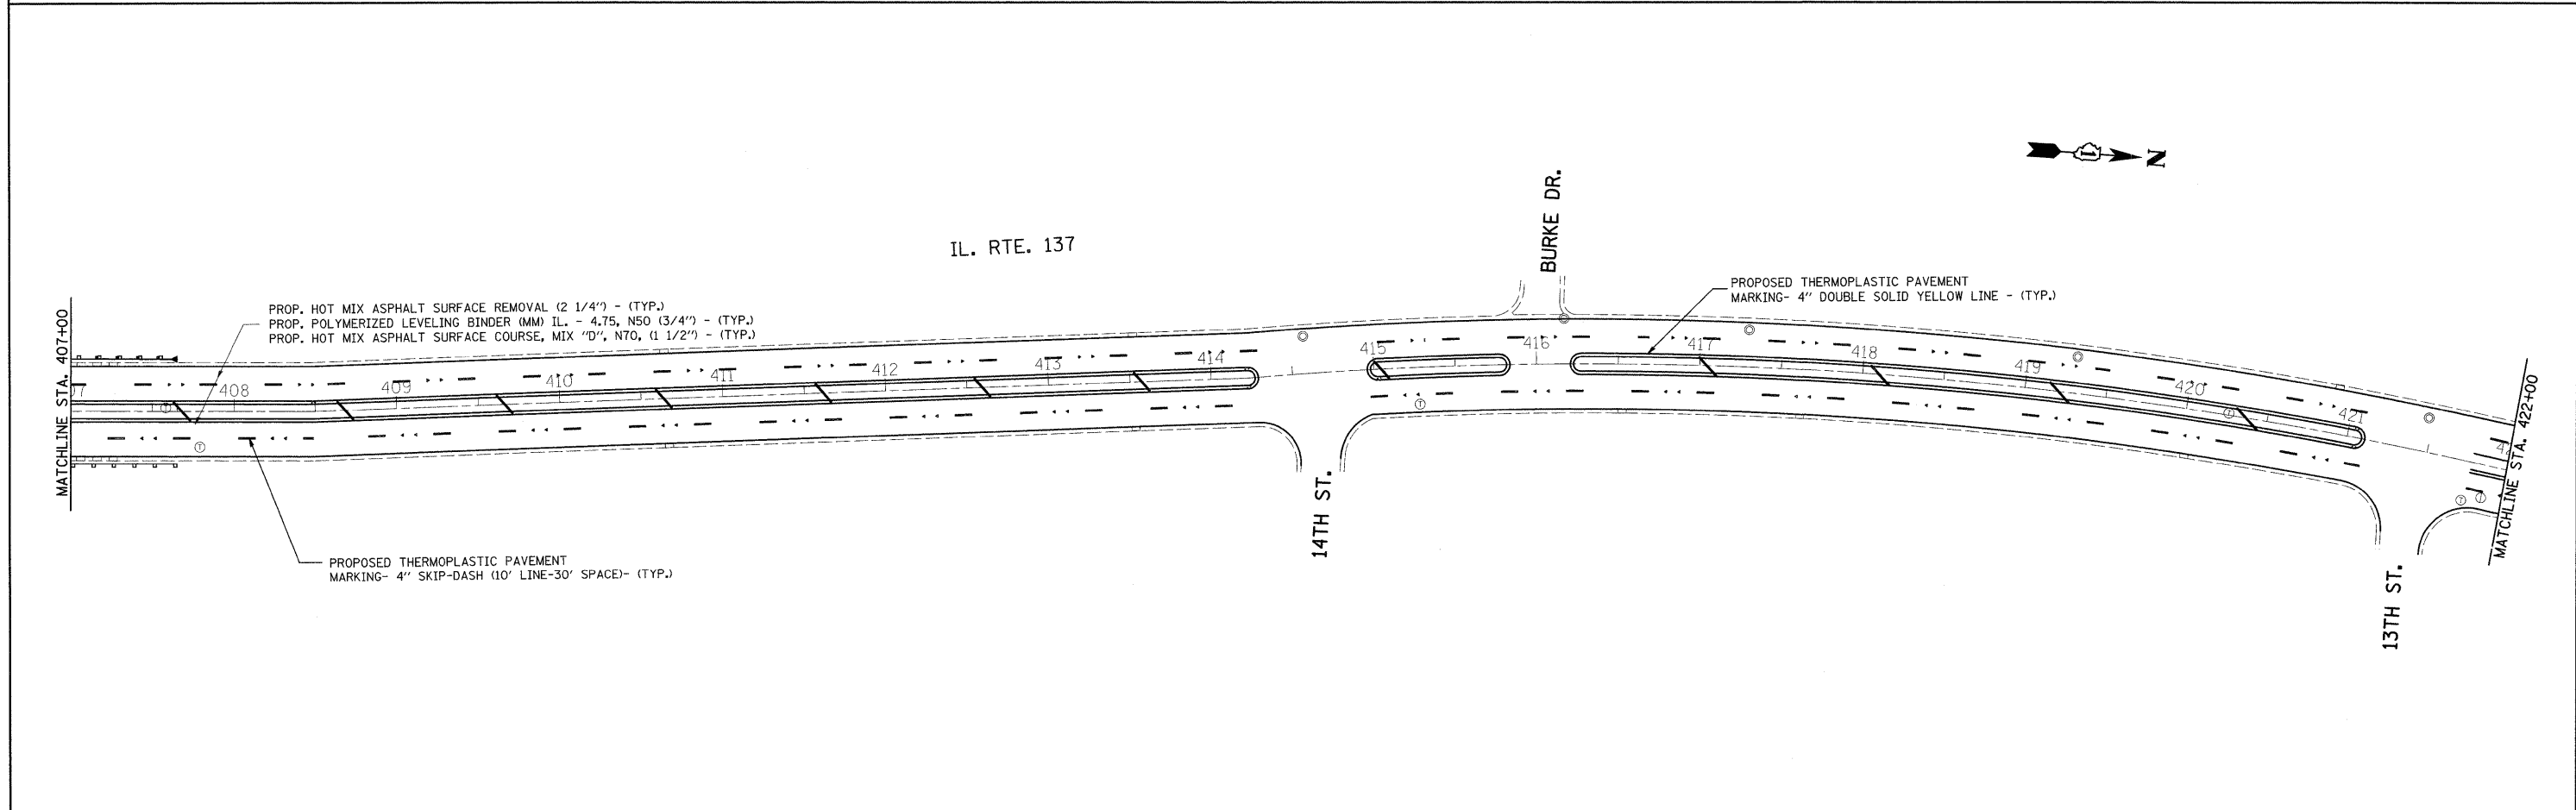 N
1
BURKE DR.
IL. RTE. 137
PROPOSED THERMOPLASTIC PAVEMENT
MARKING- 4" DOUBLE SOLID YELLOW LINE - (TYP.)
PROP. HOT MIX ASPHALT SURFACE REMOVAL (2 1/4") - (TYP.)
PROP. POLYMERIZED LEVELING BINDER (MM) IL. - 4.75, N50 (3/4") - (TYP.)
PROP. HOT MIX ASPHALT SURFACE COURSE, MIX "D", N70, (1 1/2") - (TYP.)
MATCHLINE STA. 407+00
408
409
410
411
412
413
414
415
416
417
418
419
420
421
MATCHLINE STA. 422+00
14TH ST.
13TH ST.
PROPOSED THERMOPLASTIC PAVEMENT
MARKING- 4" SKIP-DASH (10' LINE-30' SPACE)- (TYP.)